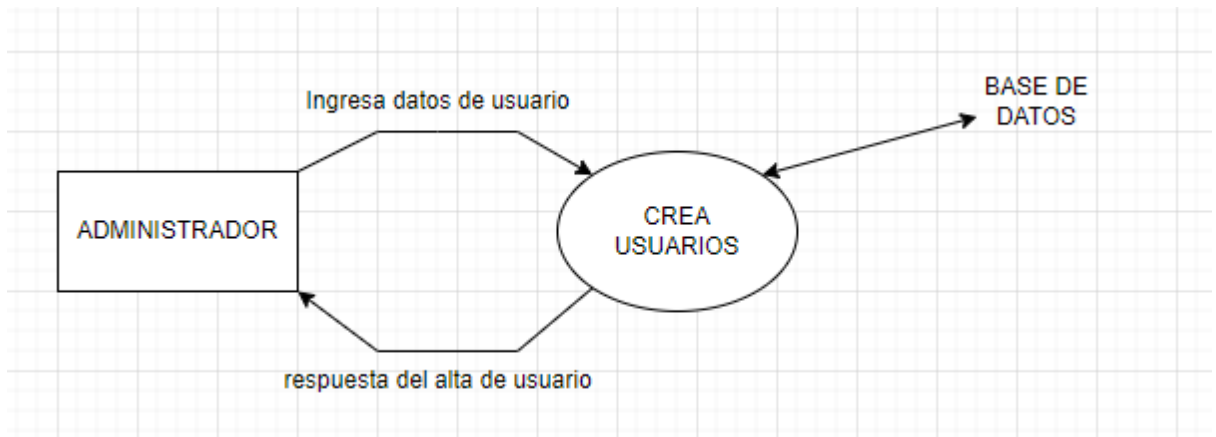 BASE DE
DATOS
Ingresa datos de usuario
ADMINISTRADOR
CREA
USUARIOS
respuesta del alta de usuario